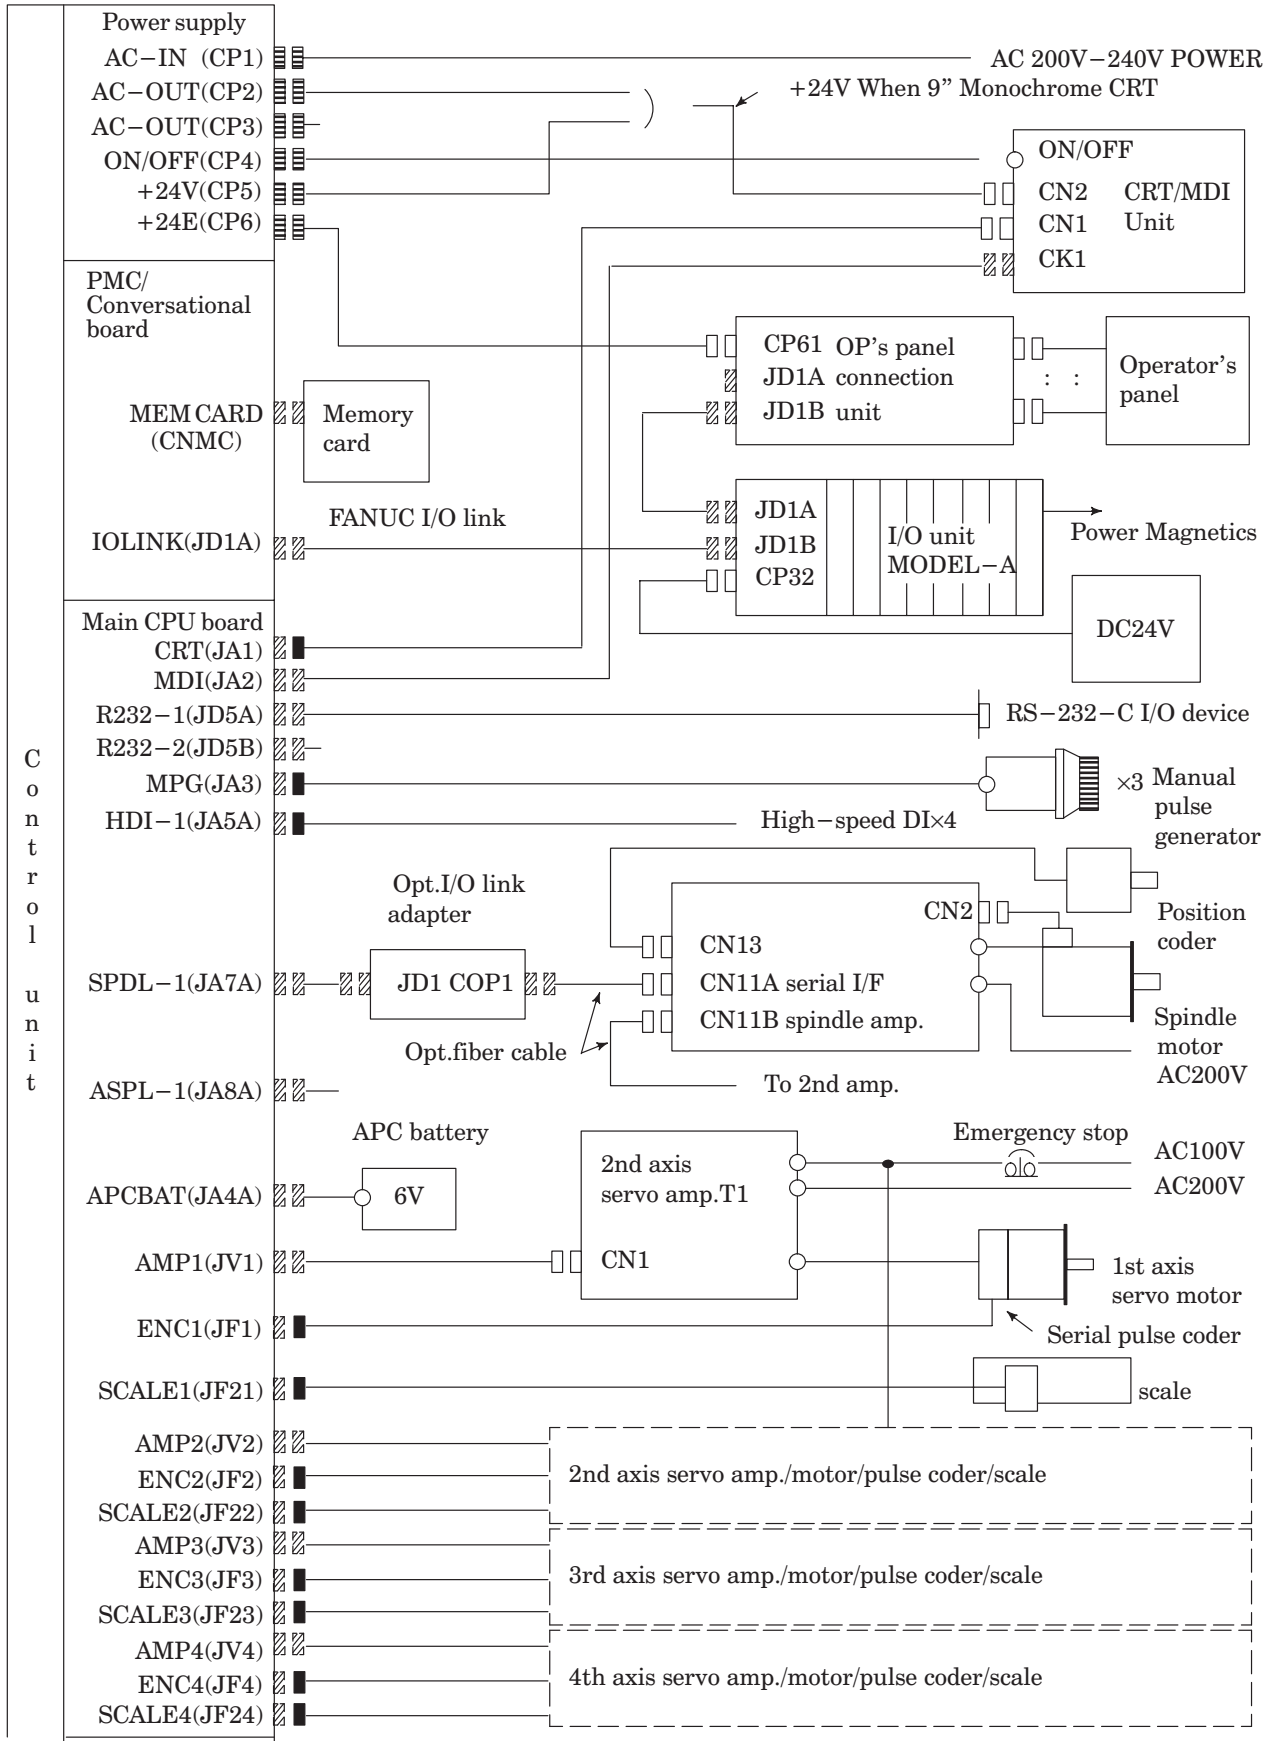 Control unit
Power supply
AC-IN (CP1)
AC 200V-240V POWER
AC-OUT(CP2)
+24V When 9” Monochrome CRT
AC-OUT(CP3)
ON/OFF(CP4)
ON/OFF
+24V(CP5)
CN2 CRT/MDI
+24E(CP6)
CN1 Unit
CK1
PMC/
Conversational
board
CP61 OP's panel
JD1A connection
JD1B unit
: :
Operator's
panel
MEM CARD
(CNMC)
Memory
card
FANUC I/O link
IOLINK(JD1A)
JD1A
JD1B
CP32
I/O unit
MODEL-A
Power Magnetics
DC24V
Main CPU board
CRT(JA1)
MDI(JA2)
R232-1(JD5A)
RS-232-C I/O device
R232-2(JD5B)
MPG(JA3)
×3 Manual
pulse
generator
HDI-1(JA5A)
High-speed DI×4
Opt.I/O link
adapter
CN2
Position
coder
CN13
SPDL-1(JA7A)
JD1 COP1
CN11A serial I/F
CN11B spindle amp.
Opt.fiber cable
To 2nd amp.
Spindle
motor
AC200V
ASPL-1(JA8A)
APC battery
Emergency stop
AC100V
AC200V
2nd axis
servo amp.T1
APCBAT(JA4A)
6V
AMP1(JV1)
CN1
1st axis
servo motor
ENC1(JF1)
Serial pulse coder
SCALE1(JF21)
scale
AMP2(JV2)
ENC2(JF2)
2nd axis servo amp./motor/pulse coder/scale
SCALE2(JF22)
AMP3(JV3)
ENC3(JF3)
3rd axis servo amp./motor/pulse coder/scale
SCALE3(JF23)
AMP4(JV4)
ENC4(JF4)
4th axis servo amp./motor/pulse coder/scale
SCALE4(JF24)